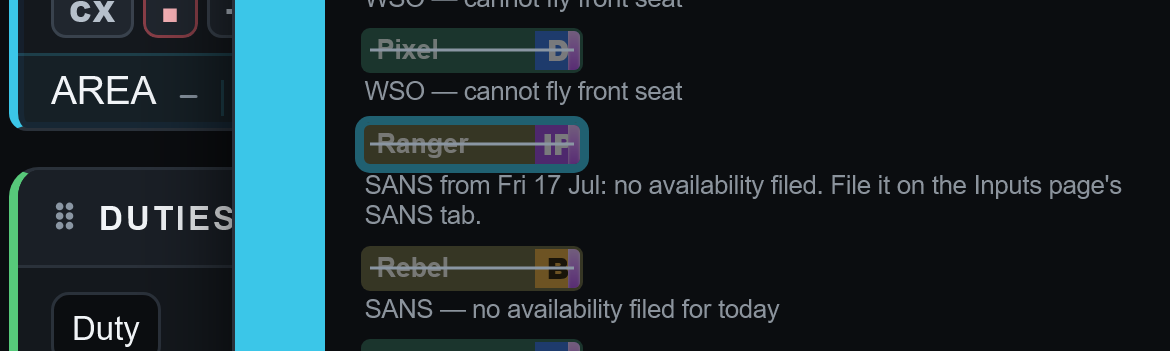 WSO — cannot fly front seat
CX
AREA –
DUTIES
Duty
Pixel D
WSO — cannot fly front seat
Ranger IP
SANS from Fri 17 Jul: no availability filed. File it on the Inputs page's
SANS tab.
Rebel B
SANS — no availability filed for today